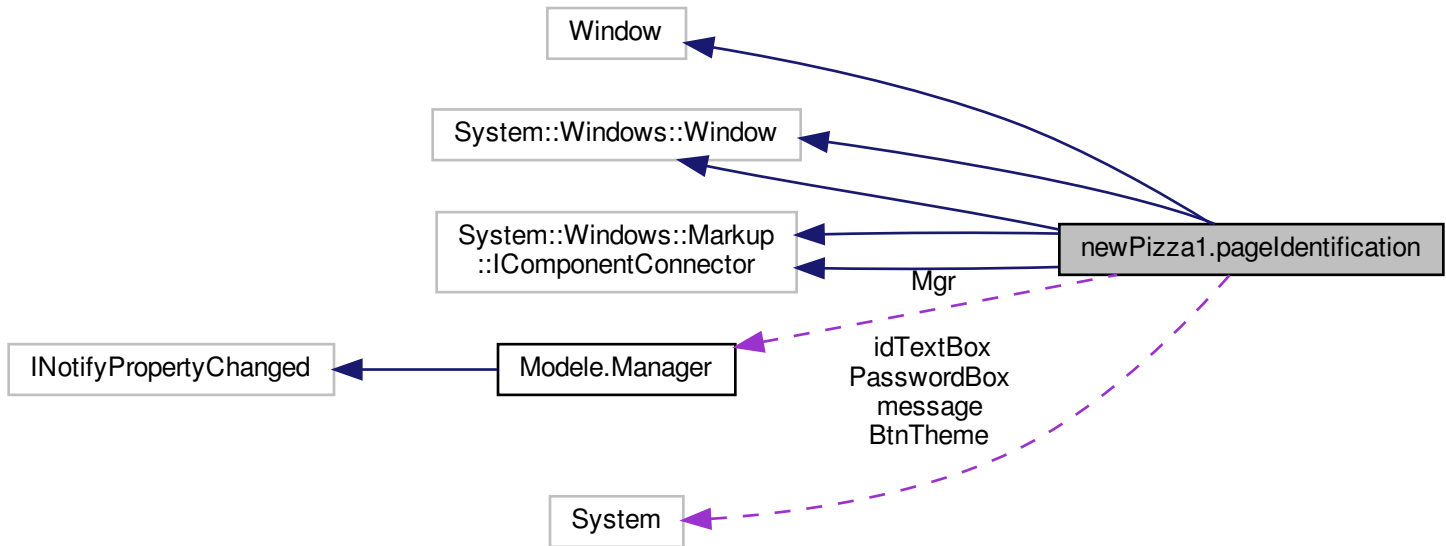 Window
System::Windows::Window
System::Windows::Markup
::IComponentConnector
newPizza1.pageIdentification
Mgr
INotifyPropertyChanged
Modele.Manager
idTextBox
PasswordBox
message
BtnTheme
System